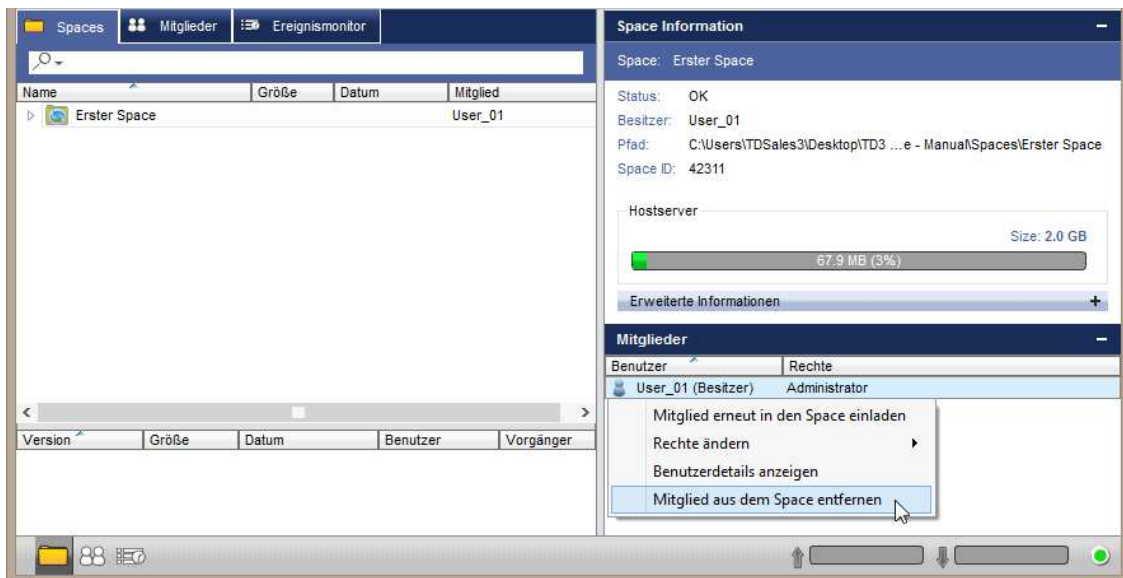 Spaces Mitglieder Ereignismonitor
Name Größe Datum Mitglied
Erster Space User_01
Version Größe Datum Benutzer Vorgänger
Space Information
Space: Erster Space
Status: OK
Besitzer: User_01
Pfad: C:\Users\TDSales3\Desktop\TD3 ...e - Manual\Spaces\Erster Space
Space ID: 42311
Hostserver
Size: 2.0 GB
67.9 MB (3%)
Erweiterte Informationen
Mitglieder
Benutzer Rechte
User_01 (Besitzer) Administrator
Mitglied erneut in den Space einladen
Rechte ändern
Benutzerdetails anzeigen
Mitglied aus dem Space entfernen